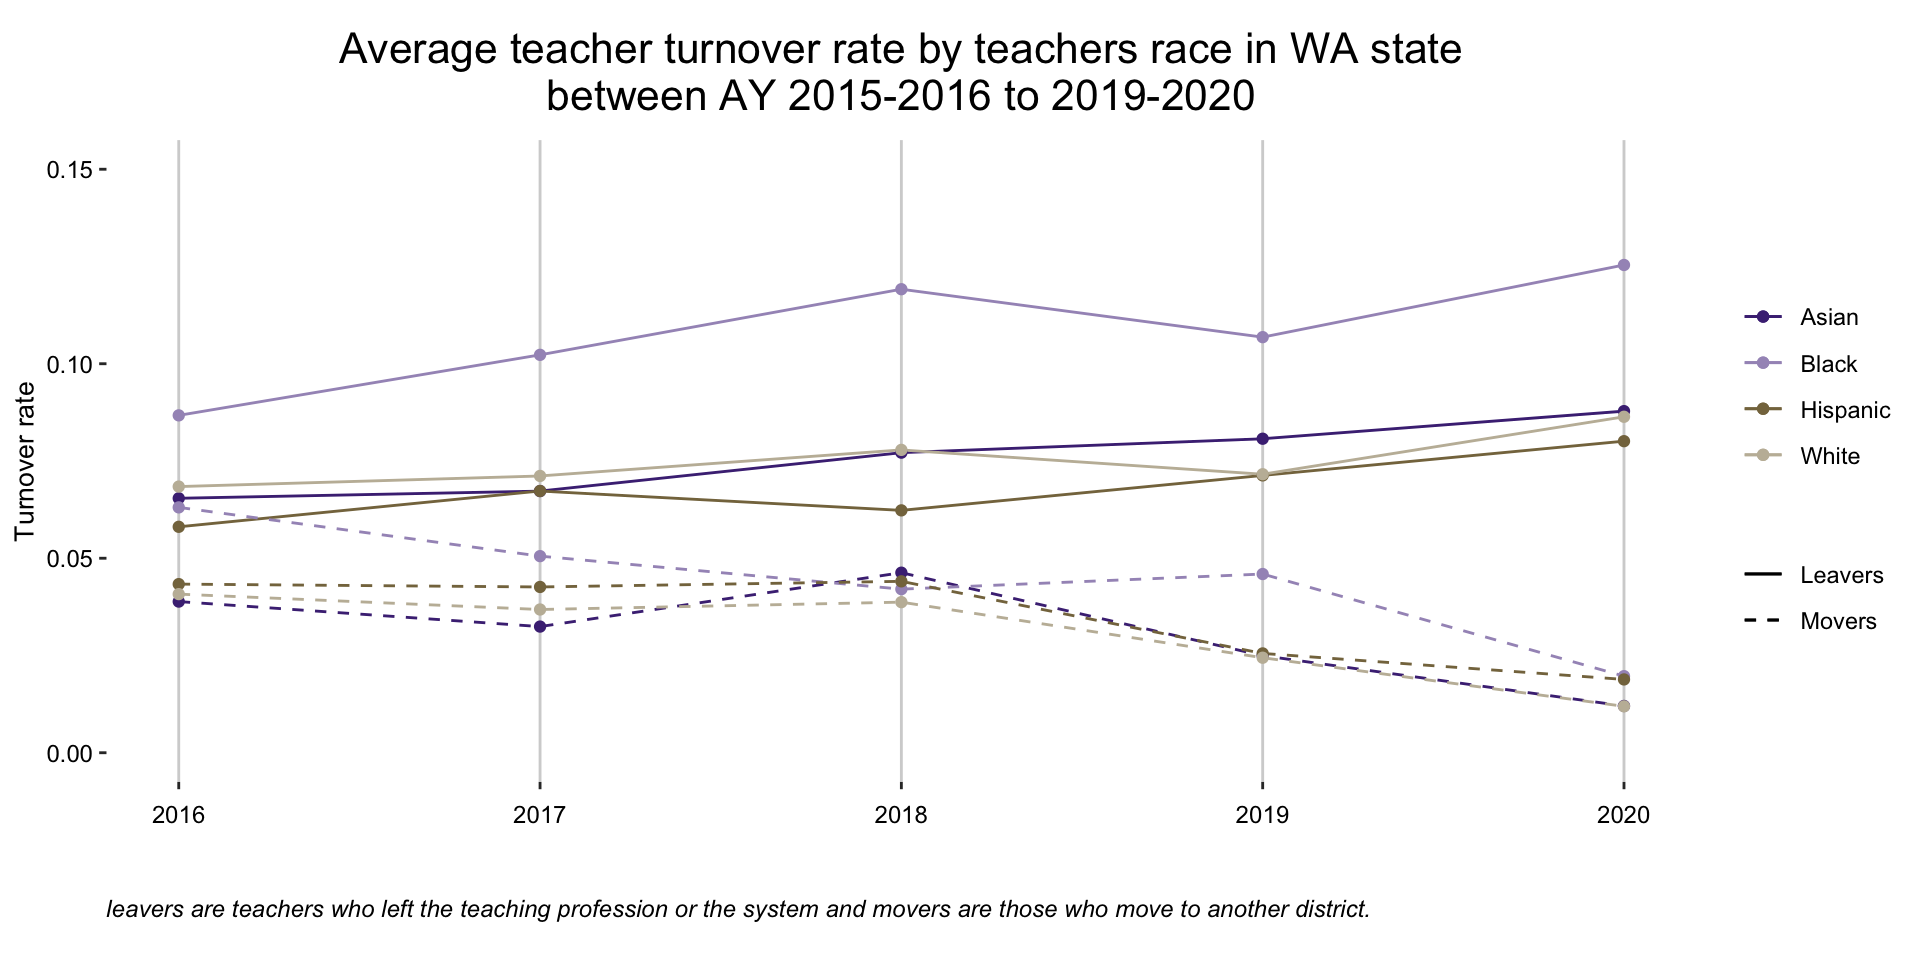 Average teacher turnover rate by teachers race in WA state
between AY 2015-2016 to 2019-2020
0.15
0.10
0.05
0.00
Turnover rate
2016
2017
2018
2019
2020
Asian
Black
Hispanic
White
Leavers
Movers
leavers are teachers who left the teaching profession or the system and movers are those who move to another district.